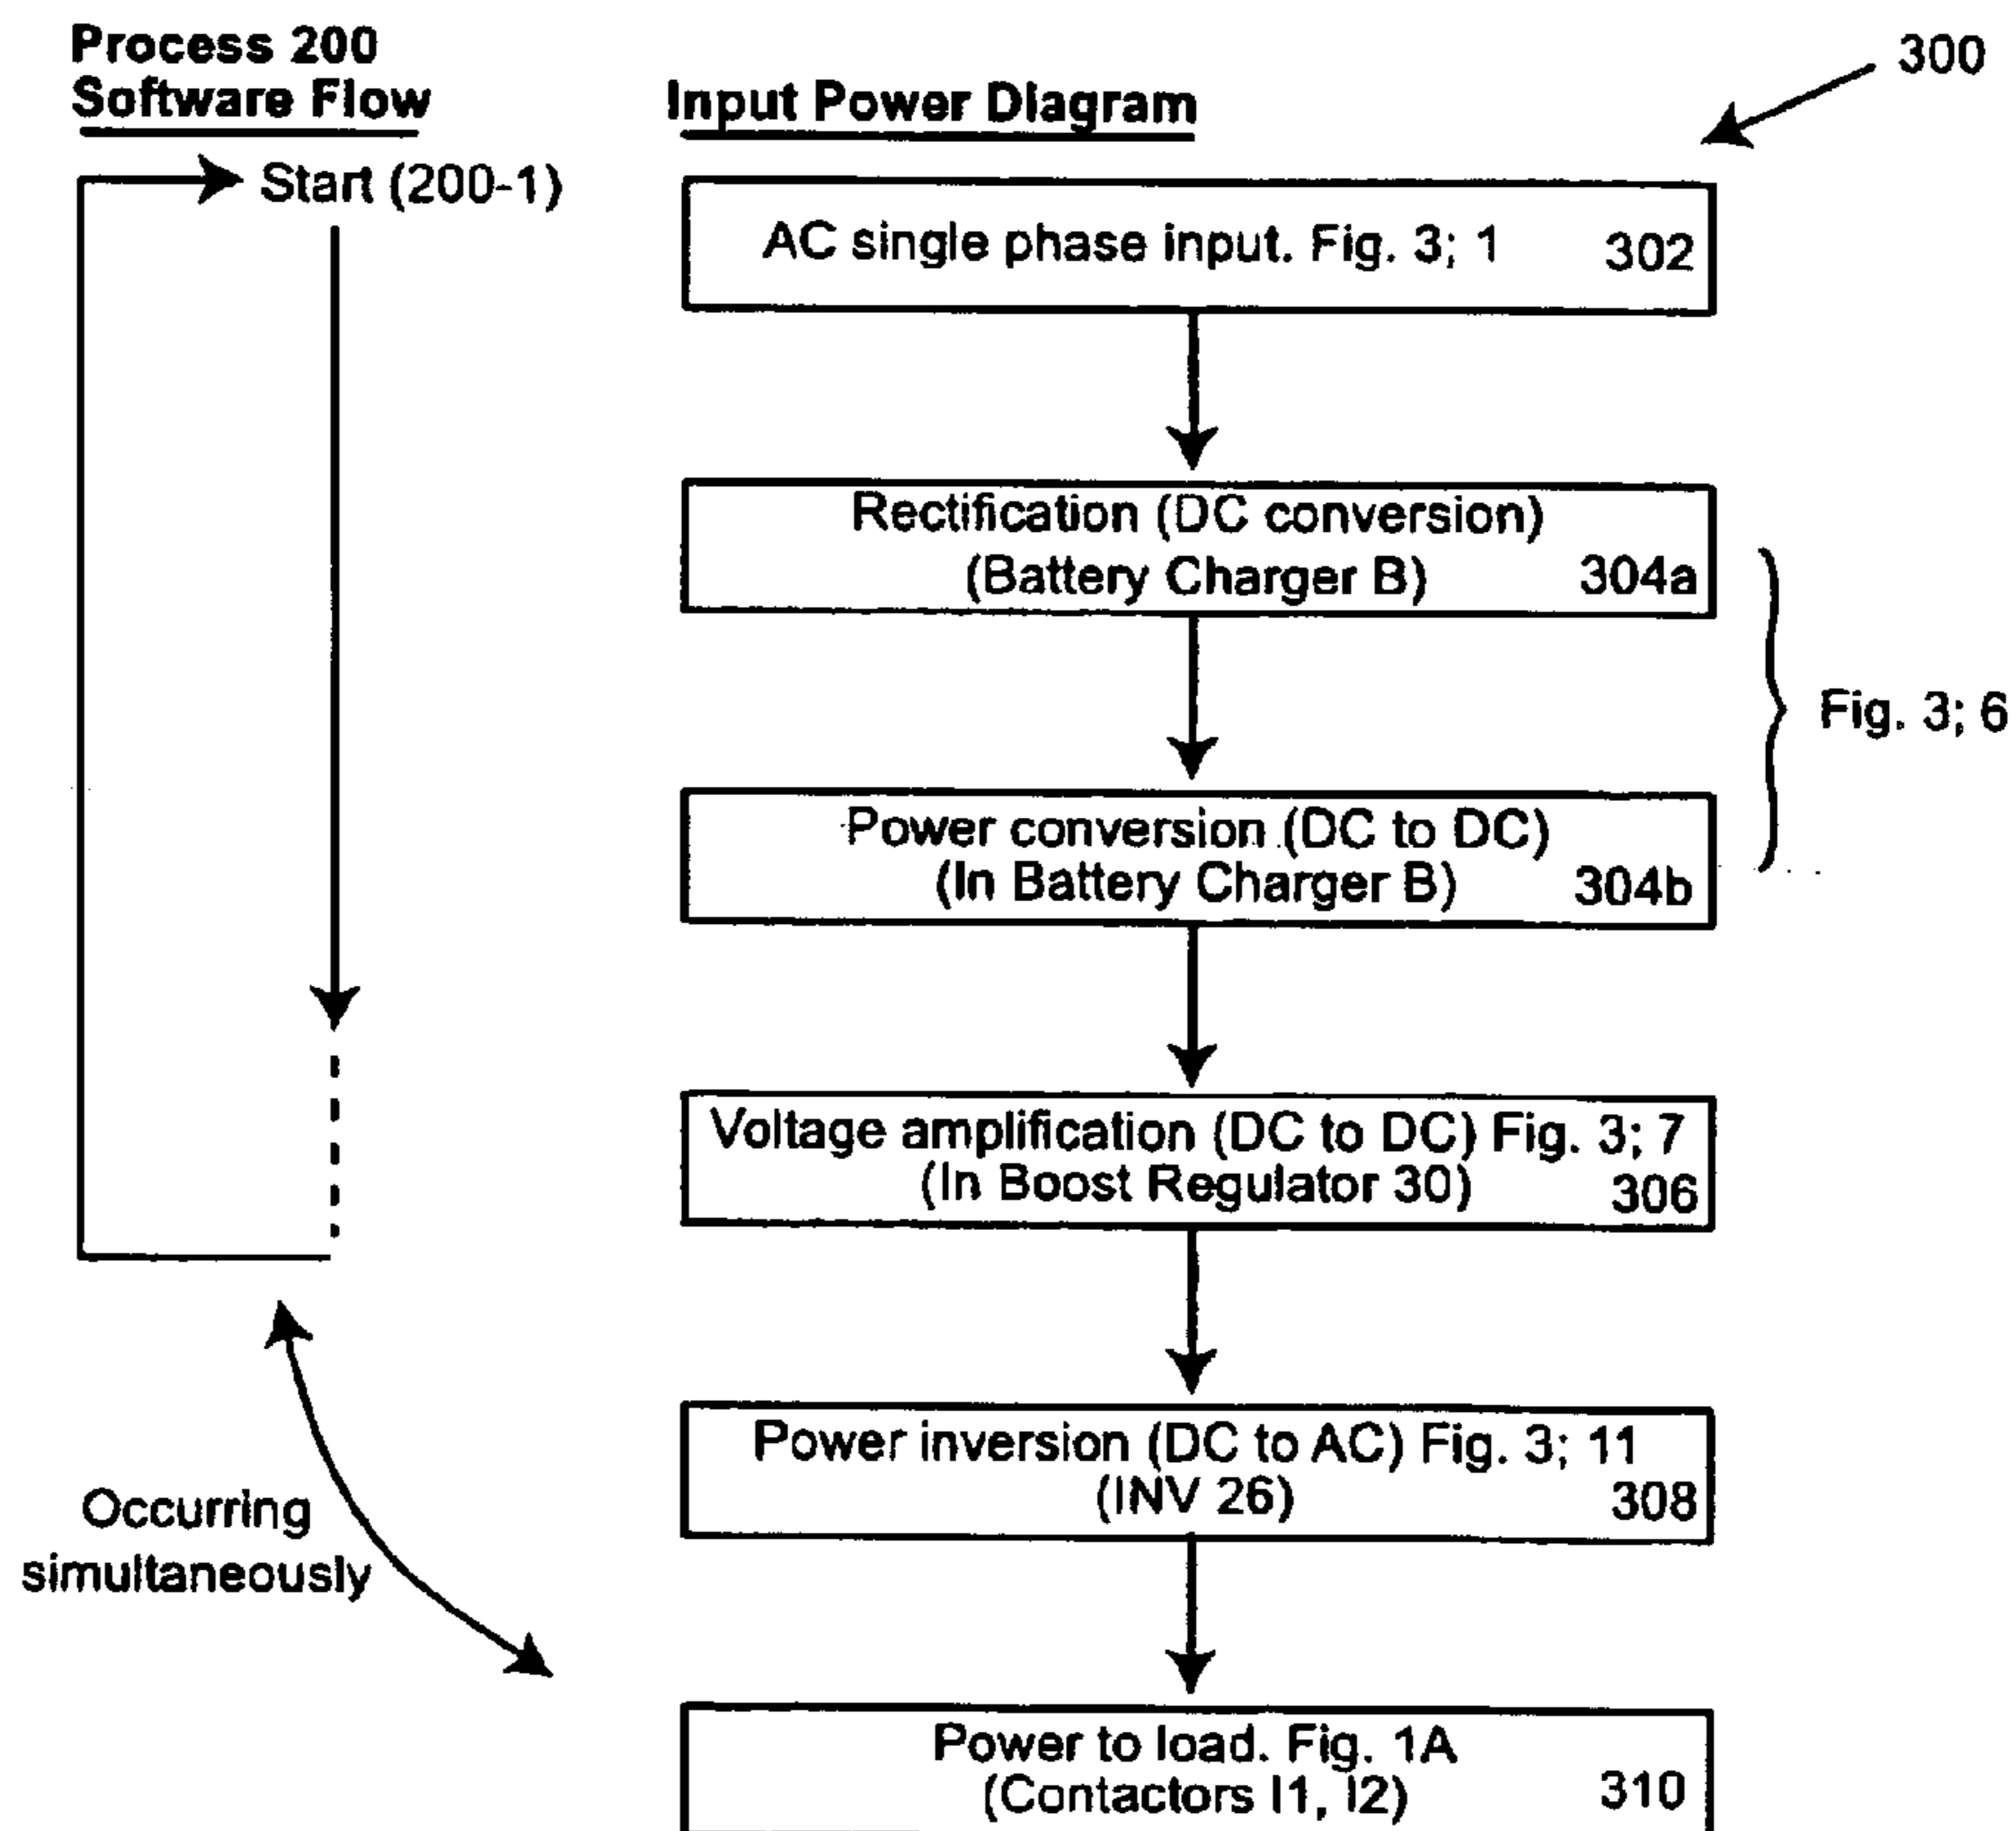 Process 200
Software Flow
Start (200-1)
Input Power Diagram
300
AC single phase input. Fig. 3; 1 302
Rectification (DC conversion)
(Battery Charger B) 304a
Fig. 3; 6
Power conversion (DC to DC)
(In Battery Charger B) 304b
Voltage amplification (DC to DC) Fig. 3; 7
(In Boost Regulator 30) 306
Power inversion (DC to AC) Fig. 3; 11
(INV 26) 308
Occurring
simultaneously
Power to load. Fig. 1A
(Contactors I1, I2) 310